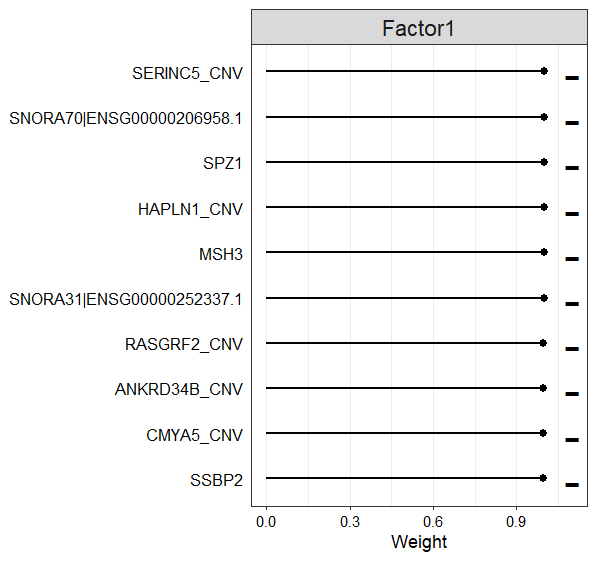 Factor1
SERINC5_CNV
SNORA70|ENSG00000206958.1
SPZ1
HAPLN1_CNV
MSH3
SNORA31|ENSG00000252337.1
RASGRF2_CNV
ANKRD34B_CNV
CMYA5_CNV
SSBP2
0.0 0.3 0.6 0.9
Weight